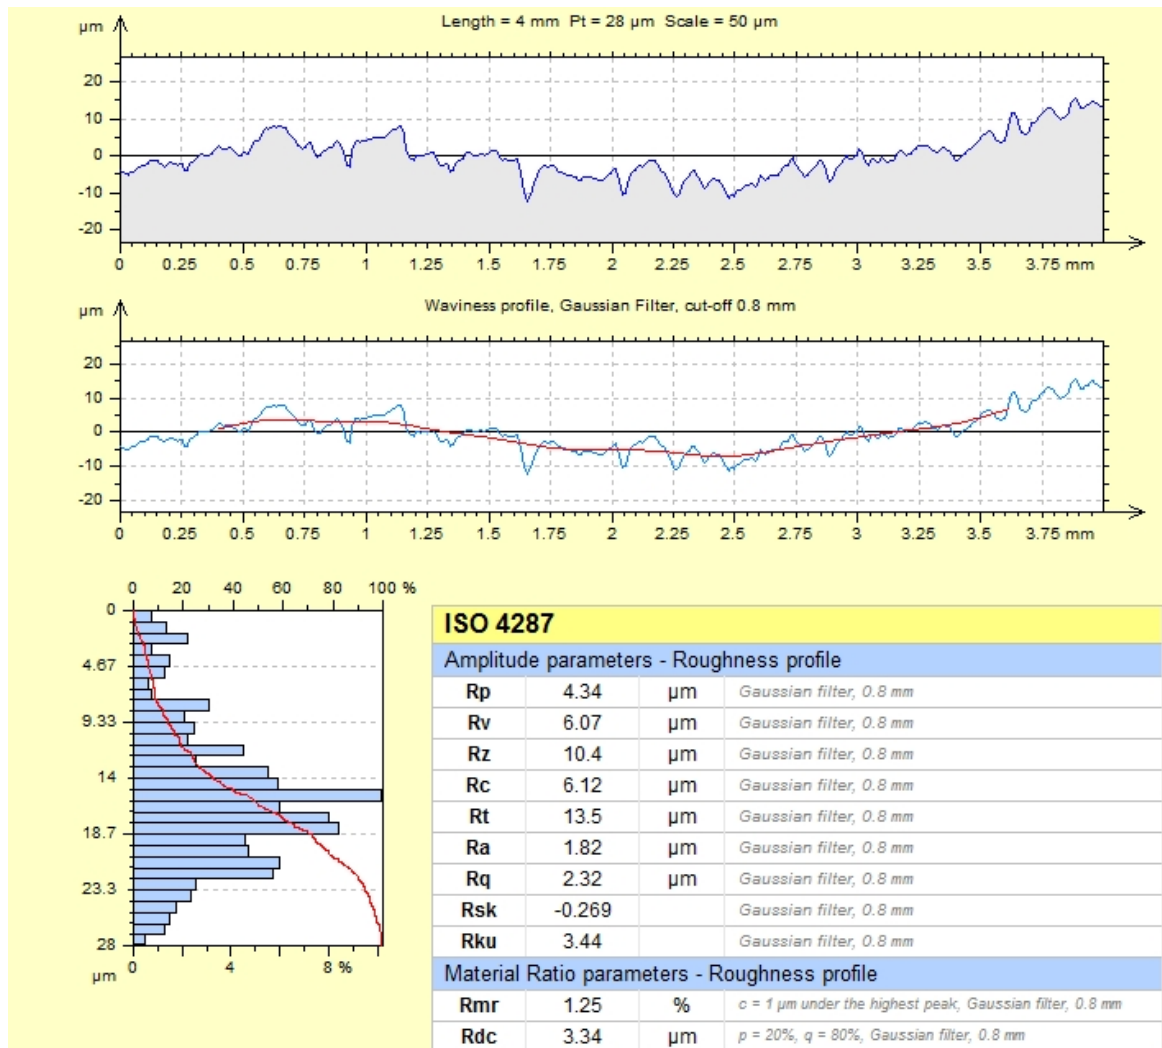 Length = 4 mm Pt = 28 µm Scale = 50 µm
µm
20
10
0
-10
-20
0 0.25 0.5 0.75 1 1.25 1.5 1.75 2 2.25 2.5 2.75 3 3.25 3.5 3.75 mm
Waviness profile, Gaussian Filter, cut-off 0.8 mm
µm
20
10
0
-10
-20
0 0.25 0.5 0.75 1 1.25 1.5 1.75 2 2.25 2.5 2.75 3 3.25 3.5 3.75 mm
0 20 40 60 80 100 %
0
4.67
9.33
14
18.7
23.3
28
µm
0 4 8 %
ISO 4287
Amplitude parameters - Roughness profile
Rp 4.34 µm Gaussian filter, 0.8 mm
Rv 6.07 µm Gaussian filter, 0.8 mm
Rz 10.4 µm Gaussian filter, 0.8 mm
Rc 6.12 µm Gaussian filter, 0.8 mm
Rt 13.5 µm Gaussian filter, 0.8 mm
Ra 1.82 µm Gaussian filter, 0.8 mm
Rq 2.32 µm Gaussian filter, 0.8 mm
Rsk -0.269 Gaussian filter, 0.8 mm
Rku 3.44 Gaussian filter, 0.8 mm
Material Ratio parameters - Roughness profile
Rmr 1.25 % c = 1 µm under the highest peak, Gaussian filter, 0.8 mm
Rdc 3.34 µm p = 20%, q = 80%, Gaussian filter, 0.8 mm